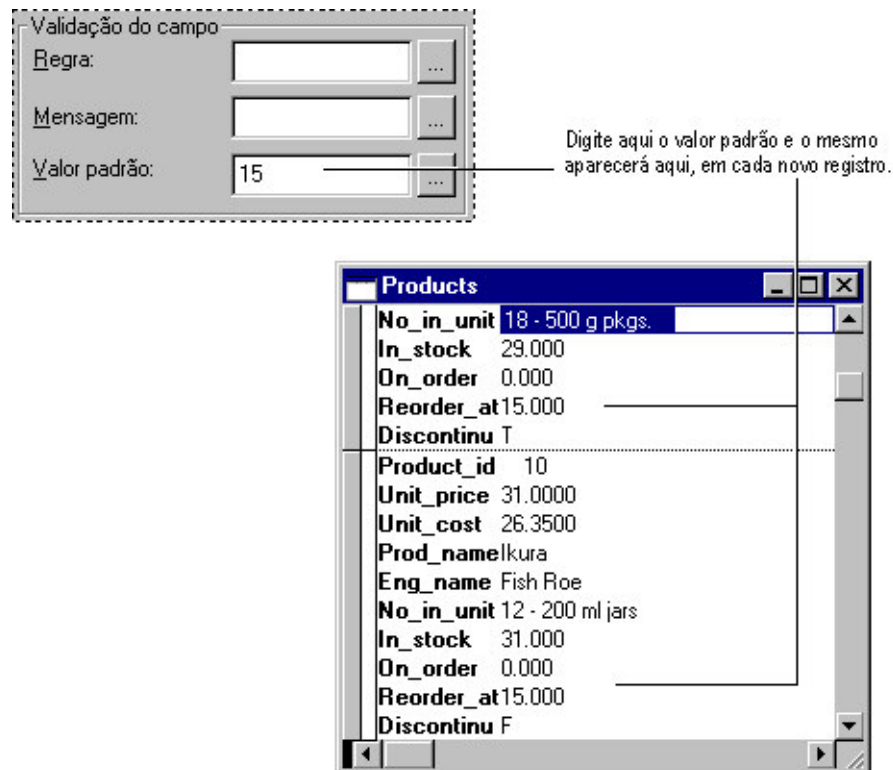 Validação do campo
Regra:
...
Mensagem:
...
Valor padrão:
15
...
Digite aqui o valor padrão e o mesmo
aparecerá aqui, em cada novo registro.
Products
No_in_unit 18 - 500 g pkgs.
In_stock 29.000
On_order 0.000
Reorder_at 15.000
Discontinu T
Product_id 10
Unit_price 31.0000
Unit_cost 26.3500
Prod_name Ikura
Eng_name Fish Roe
No_in_unit 12 - 200 ml jars
In_stock 31.000
On_order 0.000
Reorder_at 15.000
Discontinu F